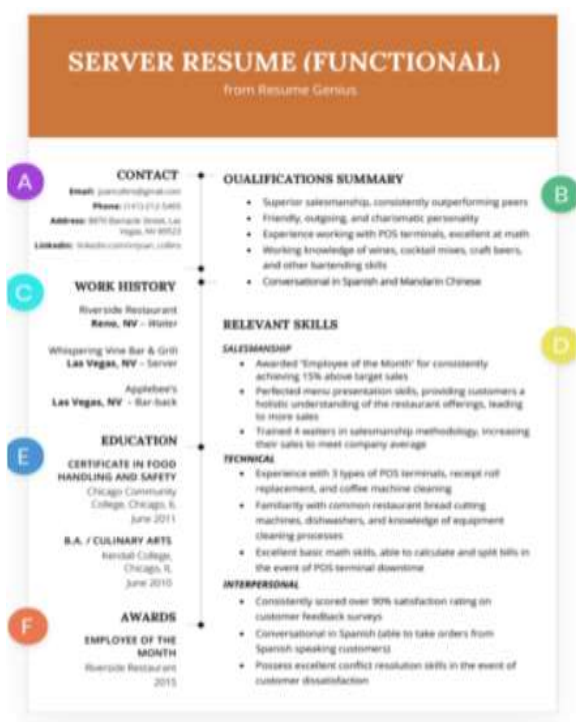 SERVER RESUME (FUNCTIONAL)
from Resume Genius
A
CONTACT
Email:
Phone: (141)-212-5465
Address: 8870 Barnacle Street, Las
Vegas, NV 89523
Linkedin:
C
WORK HISTORY
Riverside Restaurant
Reno, NV – Waiter
Whispering Vine Bar & Grill
Las Vegas, NV – Server
Applebee's
Las Vegas, NV – Bar-back
E
EDUCATION
CERTIFICATE IN FOOD
HANDLING AND SAFETY
Chicago Community
College, Chicago, IL
June 2011
B.A. / CULINARY ARTS
Kendall College,
Chicago, IL
June 2010
F
AWARDS
EMPLOYEE OF THE
MONTH
Riverside Restaurant
2015
B
QUALIFICATIONS SUMMARY
• Superior salesmanship, consistently outperforming peers
• Friendly, outgoing, and charismatic personality
• Experience working with POS terminals, excellent at math
• Working knowledge of wines, cocktail mixes, craft beers,
and other bartending skills
• Conversational in Spanish and Mandarin Chinese
D
RELEVANT SKILLS
SALESMANSHIP
• Awarded "Employee of the Month" for consistently
achieving 15% above target sales
• Perfected menu presentation skills, providing customers a
holistic understanding of the restaurant offerings, leading
to more sales
• Trained 4 waiters in salesmanship methodology, increasing
their sales to meet company average
TECHNICAL
• Experience with 3 types of POS terminals, receipt roll
replacement, and coffee machine cleaning
• Familiarity with common restaurant bread cutting
machines, dishwashers, and knowledge of equipment
cleaning processes
• Excellent basic math skills, able to calculate and split bills in
the event of POS terminal downtime
INTERPERSONAL
• Consistently scored over 90% satisfaction rating on
customer feedback surveys
• Conversational in Spanish (able to take orders from
Spanish speaking customers)
• Possess excellent conflict resolution skills in the event of
customer dissatisfaction